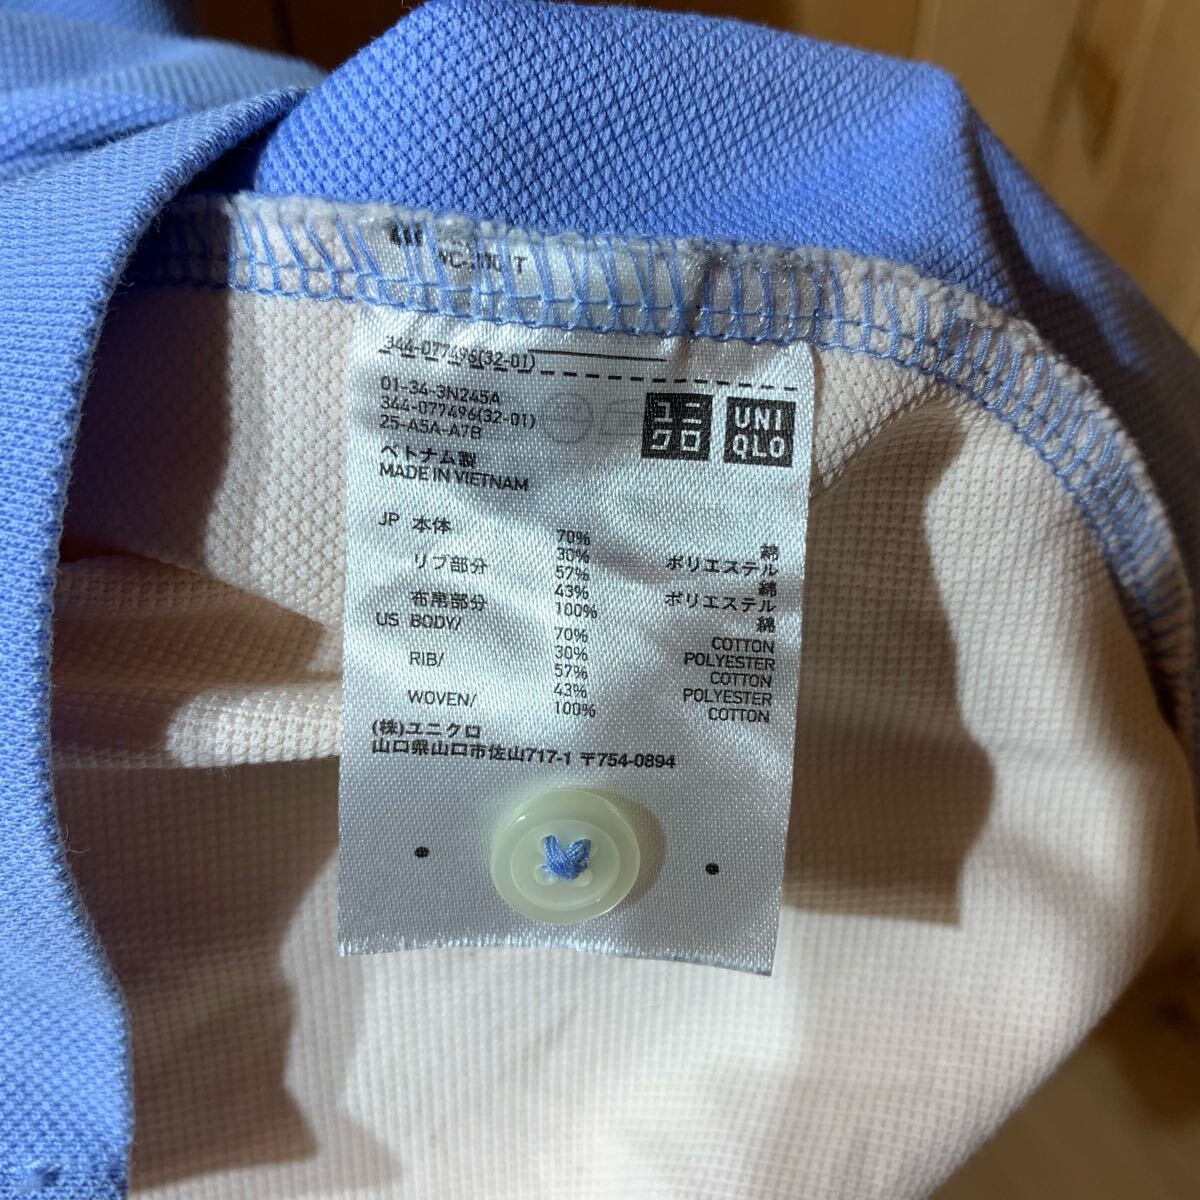 344-077496(32-01)
01-34-3N245A
344-077496(32-01)
25-A5A-A7B
ユニ
クロ
UNI
QLO
ベトナム製
MADE IN VIETNAM
JP 本体 70% 綿
30% ポリエステル
リブ部分 57% 綿
43% ポリエステル
布帛部分 100% 綿
US BODY/ 70% COTTON
30% POLYESTER
RIB/ 57% COTTON
43% POLYESTER
WOVEN/ 100% COTTON
(株)ユニクロ
山口県山口市佐山717-1 〒754-0894